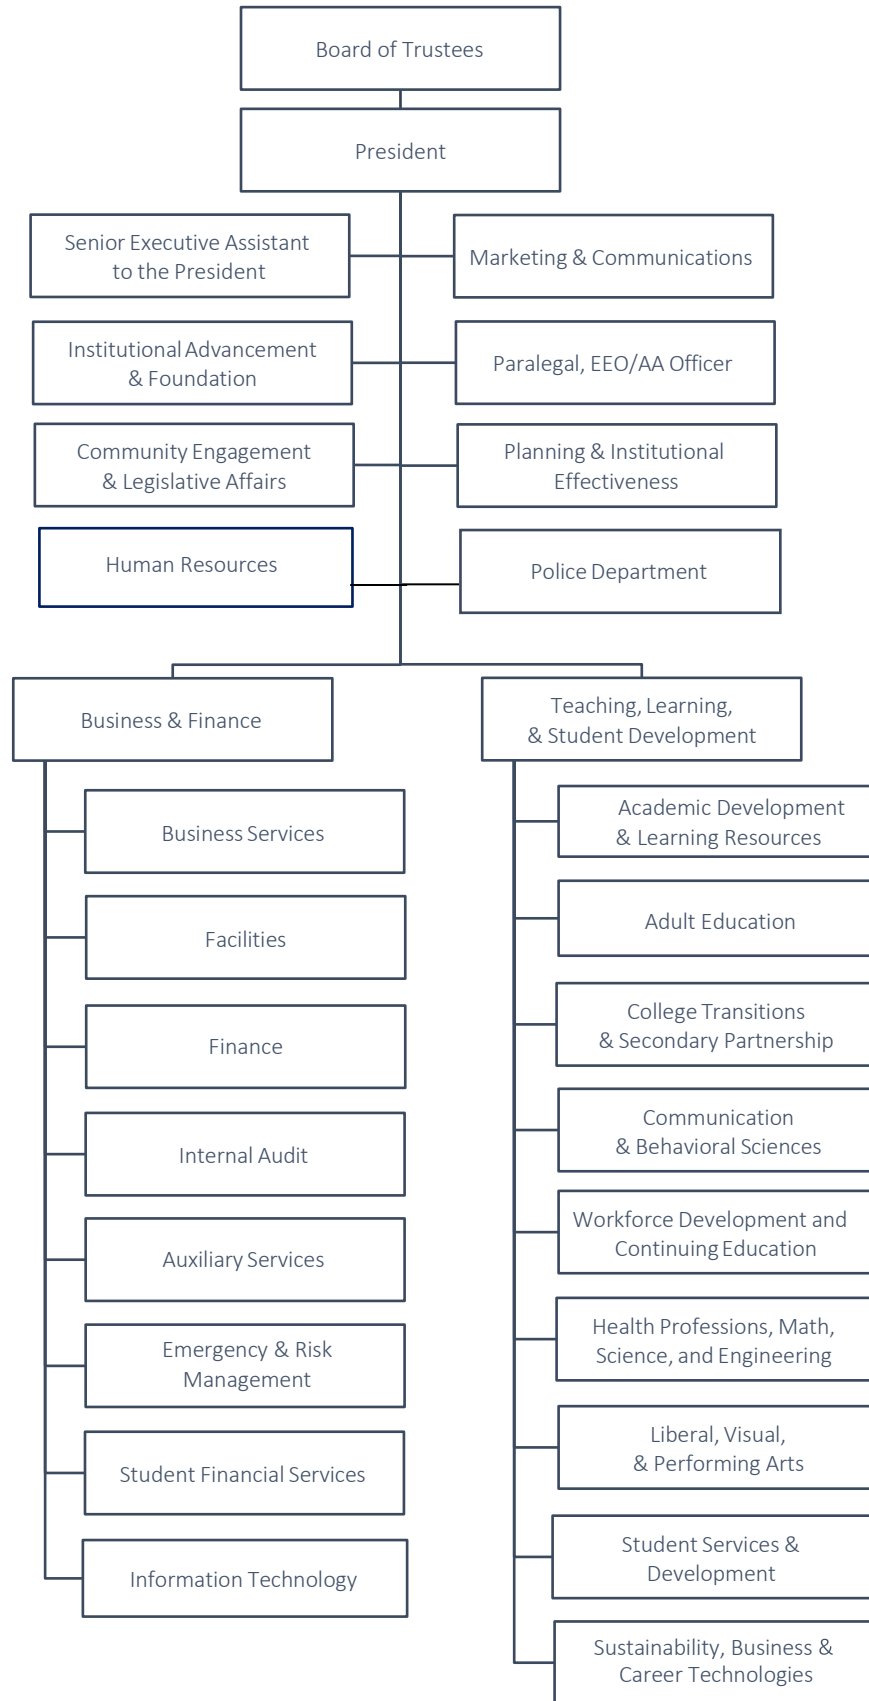 Board of Trustees
President
Senior Executive Assistant
to the President
Marketing & Communications
Institutional Advancement
& Foundation
Paralegal, EEO/AA Officer
Community Engagement
& Legislative Affairs
Planning & Institutional
Effectiveness
Human Resources
Police Department
Business & Finance
Teaching, Learning,
& Student Development
Business Services
Facilities
Finance
Internal Audit
Auxiliary Services
Emergency & Risk
Management
Student Financial Services
Information Technology
Academic Development
& Learning Resources
Adult Education
College Transitions
& Secondary Partnership
Communication
& Behavioral Sciences
Workforce Development and
Continuing Education
Health Professions, Math,
Science, and Engineering
Liberal, Visual,
& Performing Arts
Student Services &
Development
Sustainability, Business &
Career Technologies